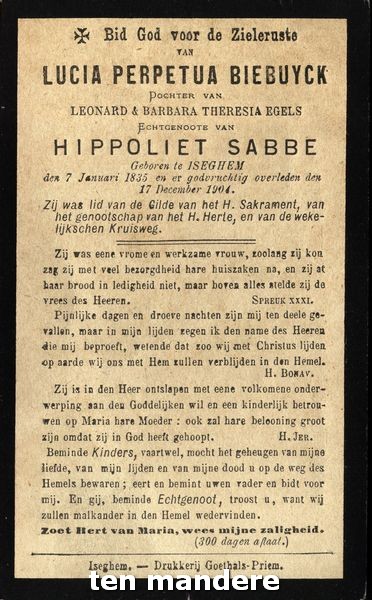 ✠ Bid God voor de Zieleruste
VAN
LUCIA PERPETUA BIEBUYCK
DOCHTER VAN
LEONARD & BARBARA THERESIA EGELS
ECHTGENOOTE VAN
HIPPOLIET SABBE
Geboren te ISEGHEM
den 7 Januari 1835 en er godvruchtig overleden den
17 December 1904.
Zij was lid van de Gilde van het H. Sakrament, van
het genootschap van het H. Herte, en van de weke-
lijkschen Kruisweg.
Zij was eene vrome en werkzame vrouw, zoolang zij kon
zag zij met veel bezorgdheid hare huiszaken na, en zij at
haar brood in ledigheid niet, maar boven alles stelde zij de
vrees des Heeren. SPREUK XXXI.
Pijnlijke dagen en droeve nachten zijn mij ten deele ge-
vallen, maar in mijn lijden zegen ik den name des Heeren
die mij beproeft, wetende dat zoo wij met Christus lijden
op aarde wij ons met Hem zullen verblijden in den Hemel.
H. BONAV.
Zij is in den Heer ontslapen met eene volkomene onder-
werping aan den Goddelijken wil en een kinderlijk betrou-
wen op Maria hare Moeder : ook zal hare belooning groot
zijn omdat zij in God heeft gehoopt. H. JER.
Beminde Kinders, vaartwel, mocht het geheugen van mijne
liefde, van mijn lijden en van mijne dood u op de weg des
Hemels bewaren ; eert en bemint uwen vader en bidt voor
mij. En gij, beminde Echtgenoot, troost u, want wij
zullen malkander in den Hemel wedervinden.
Zoet Hert van Maria, wees mijne zaligheid.
(300 dagen aflaat.)
Iseghem. — Drukkerij Goethals-Priem.
ten mandere